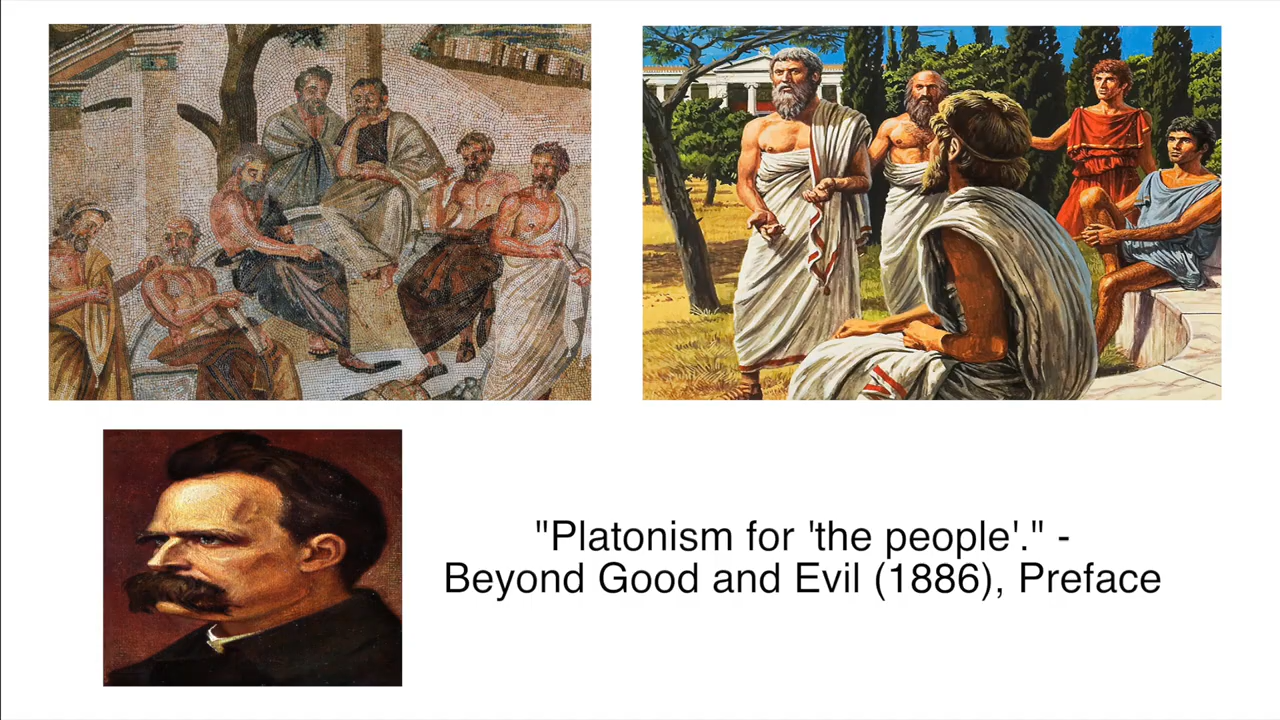 "Platonism for 'the people'." -
Beyond Good and Evil (1886), Preface